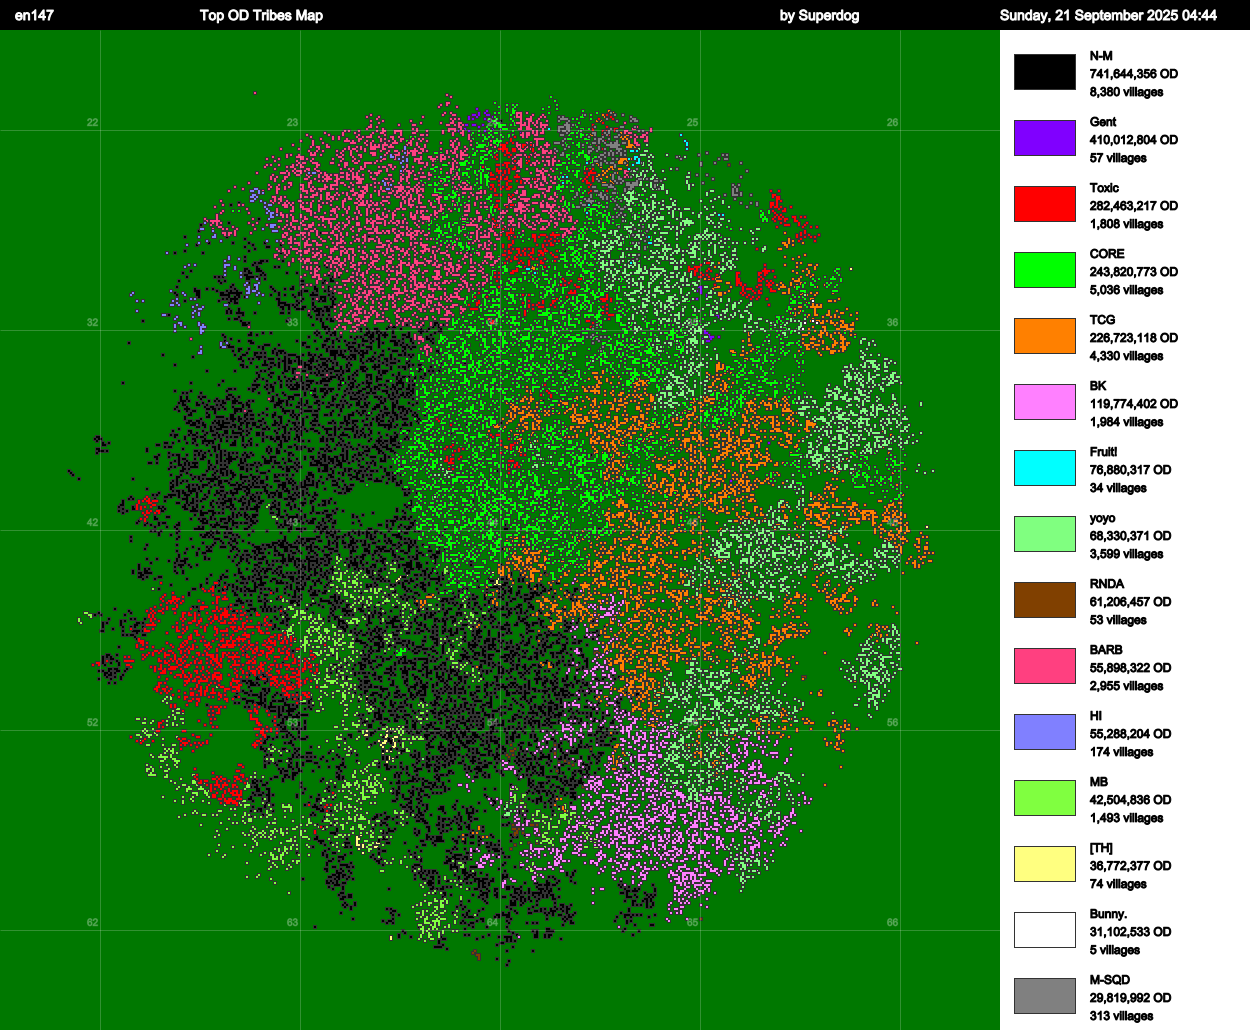 en147 Top OD Tribes Map by Superdog Sunday, 21 September 2025 04:44
N-M
741,644,356 OD
8,380 villages
Gent
410,012,804 OD
57 villages
Toxic
282,463,217 OD
1,808 villages
CORE
243,820,773 OD
5,036 villages
TCG
226,723,118 OD
4,330 villages
BK
119,774,402 OD
1,984 villages
Fruit!
76,880,317 OD
34 villages
yoyo
68,330,371 OD
3,599 villages
RNDA
61,206,457 OD
53 villages
BARB
55,898,322 OD
2,955 villages
HI
55,288,204 OD
174 villages
MB
42,504,836 OD
1,493 villages
[TH]
36,772,377 OD
74 villages
Bunny.
31,102,533 OD
5 villages
M-SQD
29,819,992 OD
313 villages
22 23 25 26
32 33 36
42 43
52 53 56
62 63 64 65 66